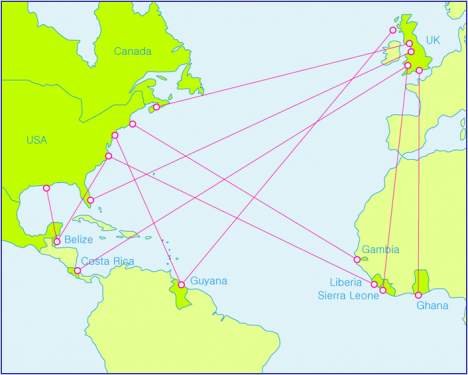 UK
Canada
USA
Belize
Costa Rica
Guyana
Gambia
Liberia
Sierra Leone
Ghana